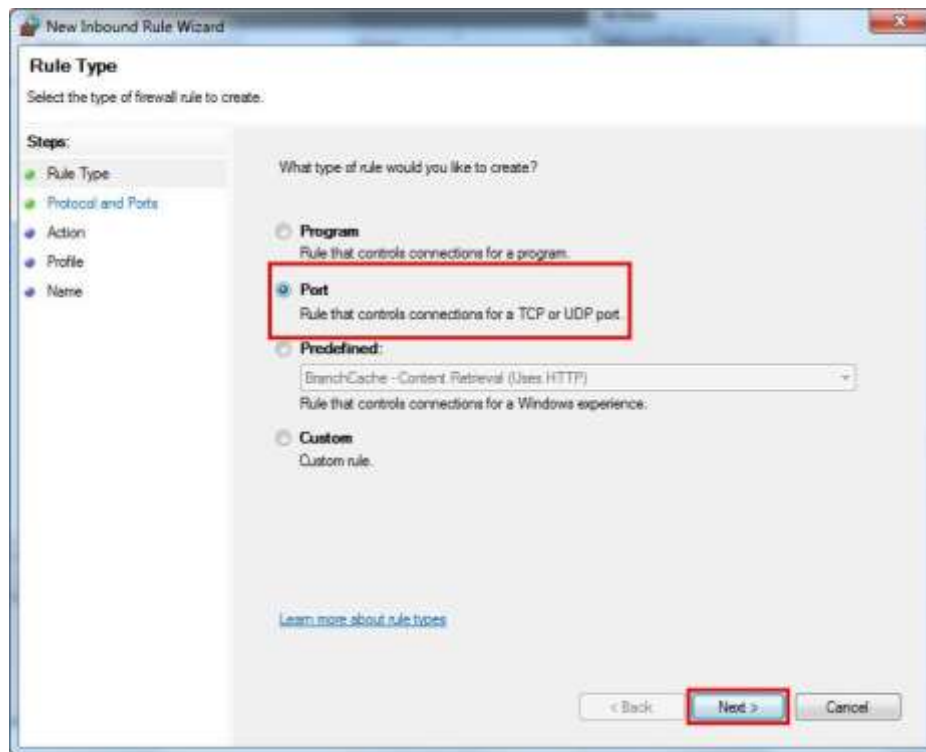 New Inbound Rule Wizard
Rule Type
Select the type of firewall rule to create.
Steps:
Rule Type
Protocol and Ports
Action
Profile
Name
What type of rule would you like to create?
Program
Rule that controls connections for a program.
Port
Rule that controls connections for a TCP or UDP port.
Predefined:
BranchCache - Content Retrieval (Uses HTTP)
Rule that controls connections for a Windows experience.
Custom
Custom rule.
Learn more about rule types
< Back
Next >
Cancel